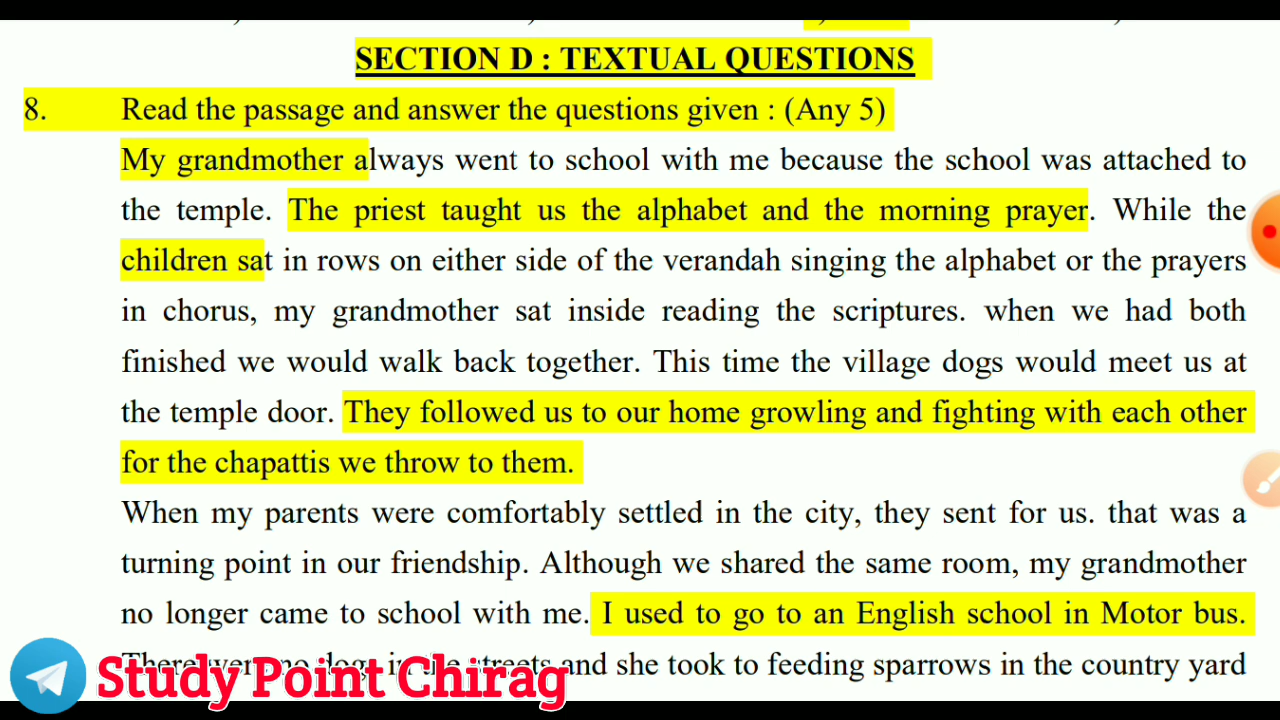 SECTION D : TEXTUAL QUESTIONS
8. Read the passage and answer the questions given : (Any 5)
My grandmother always went to school with me because the school was attached to
the temple. The priest taught us the alphabet and the morning prayer. While the
children sat in rows on either side of the verandah singing the alphabet or the prayers
in chorus, my grandmother sat inside reading the scriptures. when we had both
finished we would walk back together. This time the village dogs would meet us at
the temple door. They followed us to our home growling and fighting with each other
for the chapattis we throw to them.
When my parents were comfortably settled in the city, they sent for us. that was a
turning point in our friendship. Although we shared the same room, my grandmother
no longer came to school with me. I used to go to an English school in Motor bus.
There were no dogs in the streets and she took to feeding sparrows in the country yard
Study Point Chirag